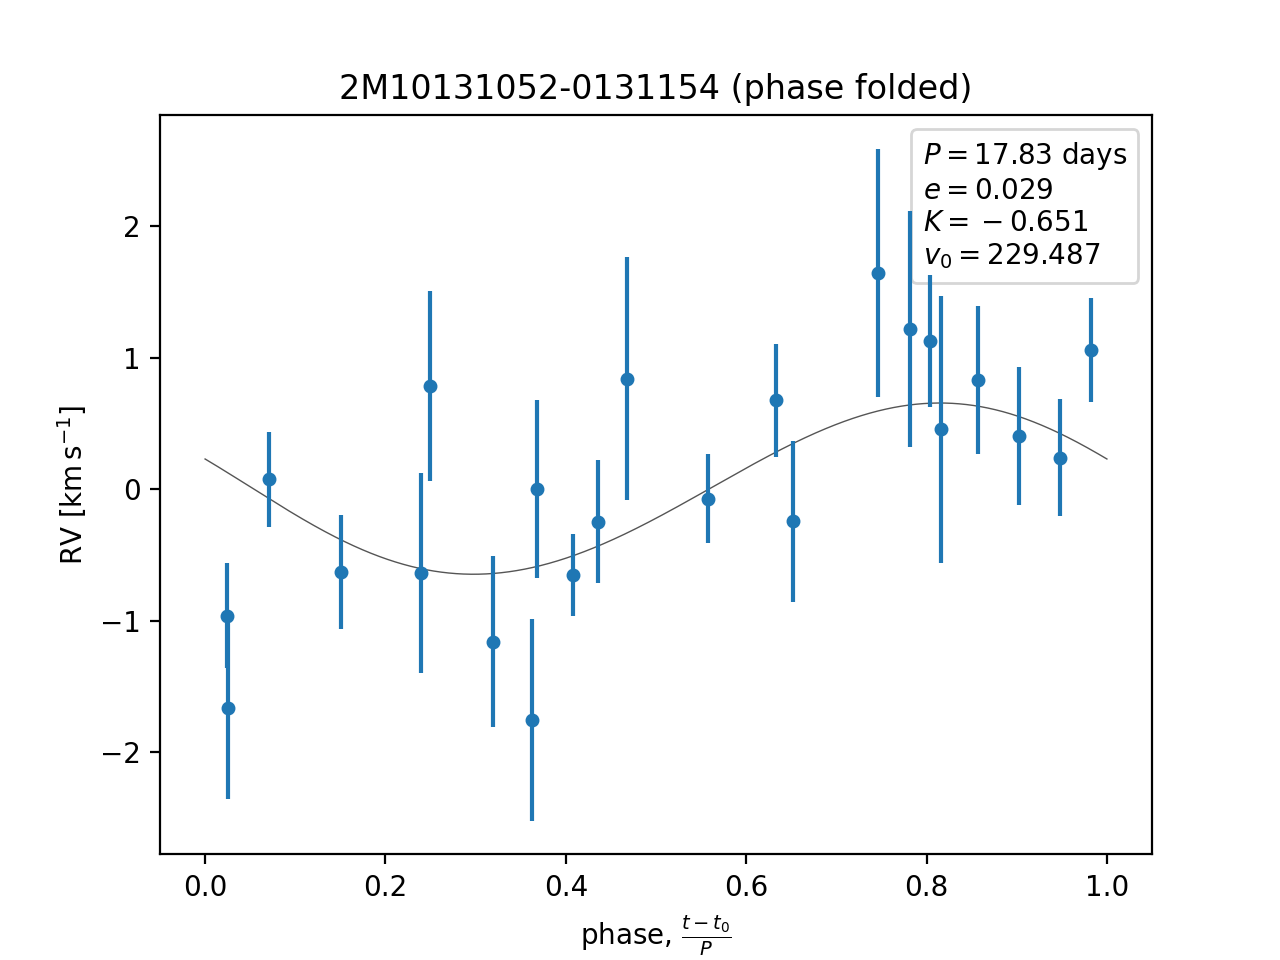 2M10131052-0131154 (phase folded)
P = 17.83 days
e = 0.029
K = −0.651
v₀ = 229.487
2
1
0
−1
−2
RV [km s⁻¹]
0.0 0.2 0.4 0.6 0.8 1.0
phase, (t − t₀)/P